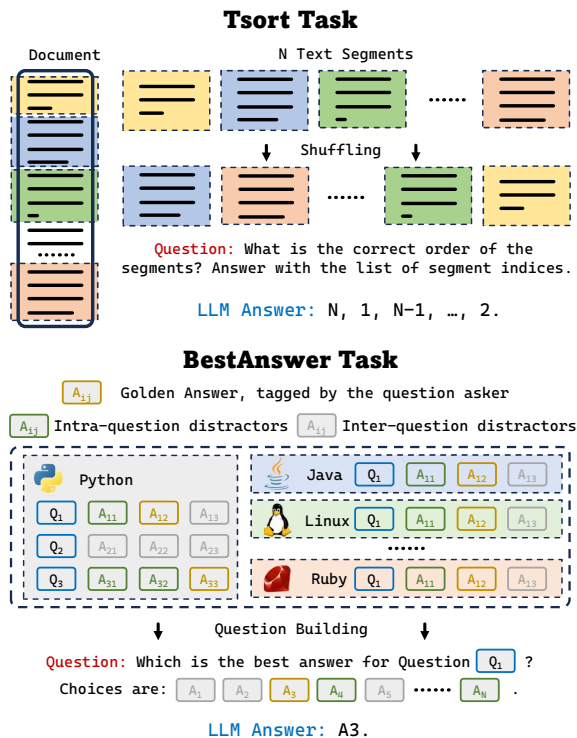 Tsort Task
Document
N Text Segments
......
Shuffling
......
......
Question: What is the correct order of the
segments? Answer with the list of segment indices.
LLM Answer: N, 1, N-1, …, 2.
BestAnswer Task
Aij Golden Answer, tagged by the question asker
Aij Intra-question distractors Aij Inter-question distractors
Python
Q1 A11 A12 A13
Q2 A21 A22 A23
Q3 A31 A32 A33
Java Q1 A11 A12 A13
Linux Q1 A11 A12 A13
......
Ruby Q1 A11 A12 A13
Question Building
Question: Which is the best answer for Question Q1 ?
Choices are: A1 A2 A3 A4 A5 ...... AN .
LLM Answer: A3.